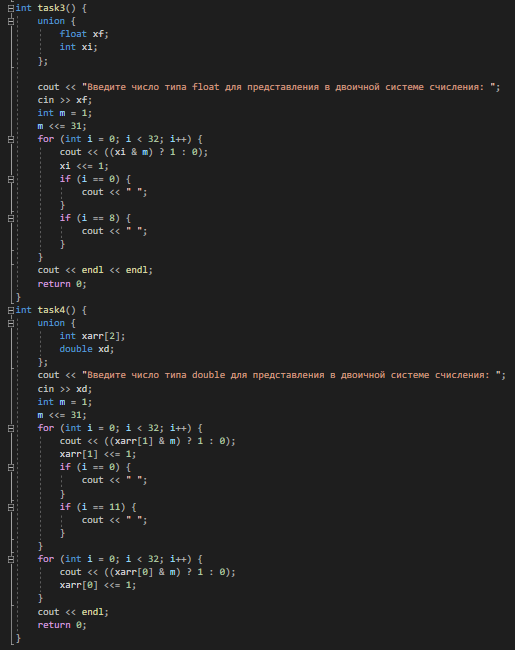 int task3() {
    union {
        float xf;
        int xi;
    };

    cout << "Введите число типа float для представления в двоичной системе счисления: ";
    cin >> xf;
    int m = 1;
    m <<= 31;
    for (int i = 0; i < 32; i++) {
        cout << ((xi & m) ? 1 : 0);
        xi <<= 1;
        if (i == 0) {
            cout << " ";
        }
        if (i == 8) {
            cout << " ";
        }
    }
    cout << endl << endl;
    return 0;
}
int task4() {
    union {
        int xarr[2];
        double xd;
    };
    cout << "Введите число типа double для представления в двоичной системе счисления: ";
    cin >> xd;
    int m = 1;
    m <<= 31;
    for (int i = 0; i < 32; i++) {
        cout << ((xarr[1] & m) ? 1 : 0);
        xarr[1] <<= 1;
        if (i == 0) {
            cout << " ";
        }
        if (i == 11) {
            cout << " ";
        }
    }
    for (int i = 0; i < 32; i++) {
        cout << ((xarr[0] & m) ? 1 : 0);
        xarr[0] <<= 1;
    }
    cout << endl;
    return 0;
}